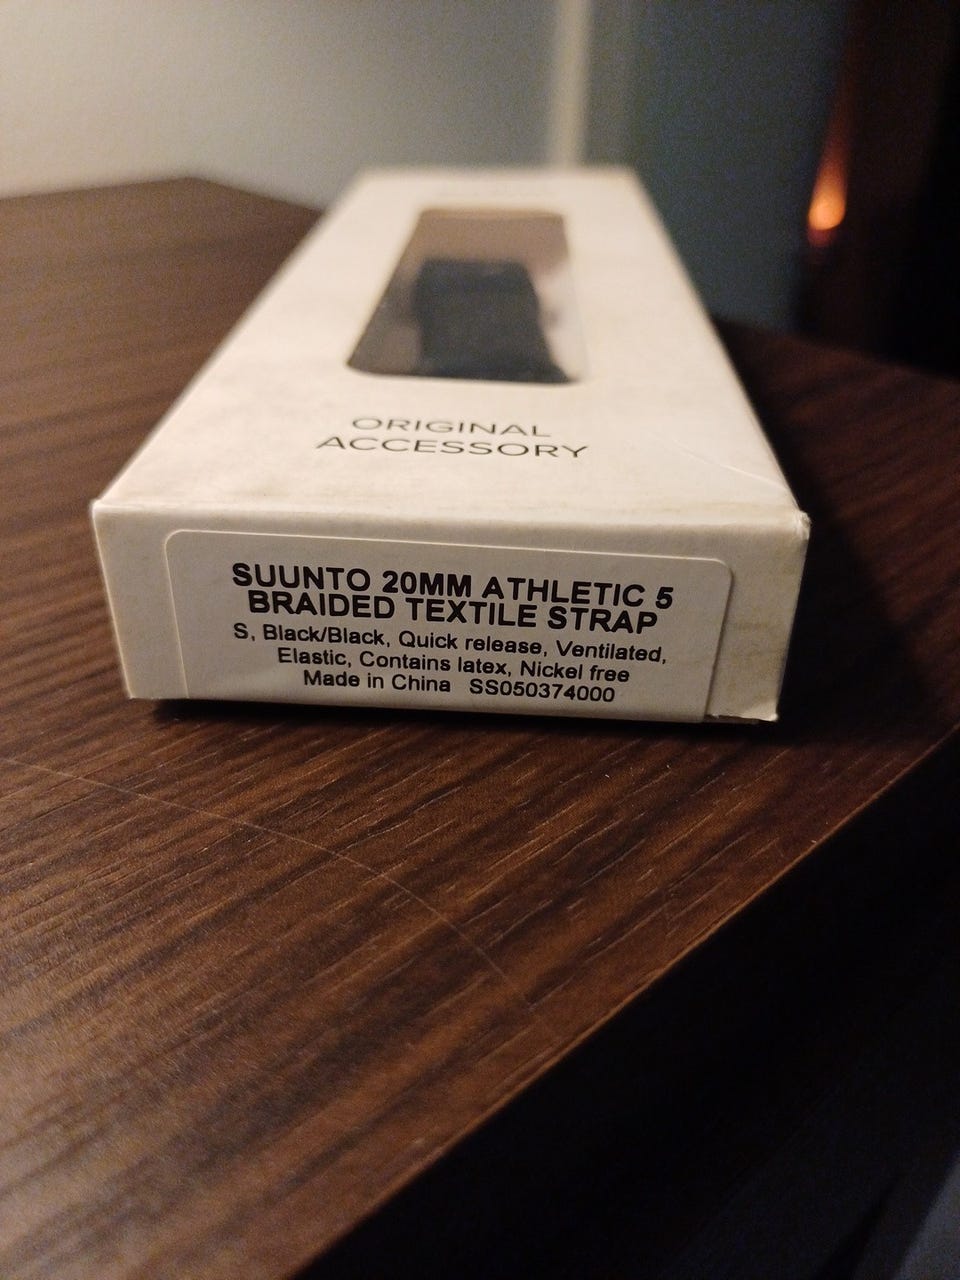 ORIGINAL
ACCESSORY
SUUNTO 20MM ATHLETIC 5
BRAIDED TEXTILE STRAP
S, Black/Black, Quick release, Ventilated,
Elastic, Contains latex, Nickel free
Made in China SS050374000